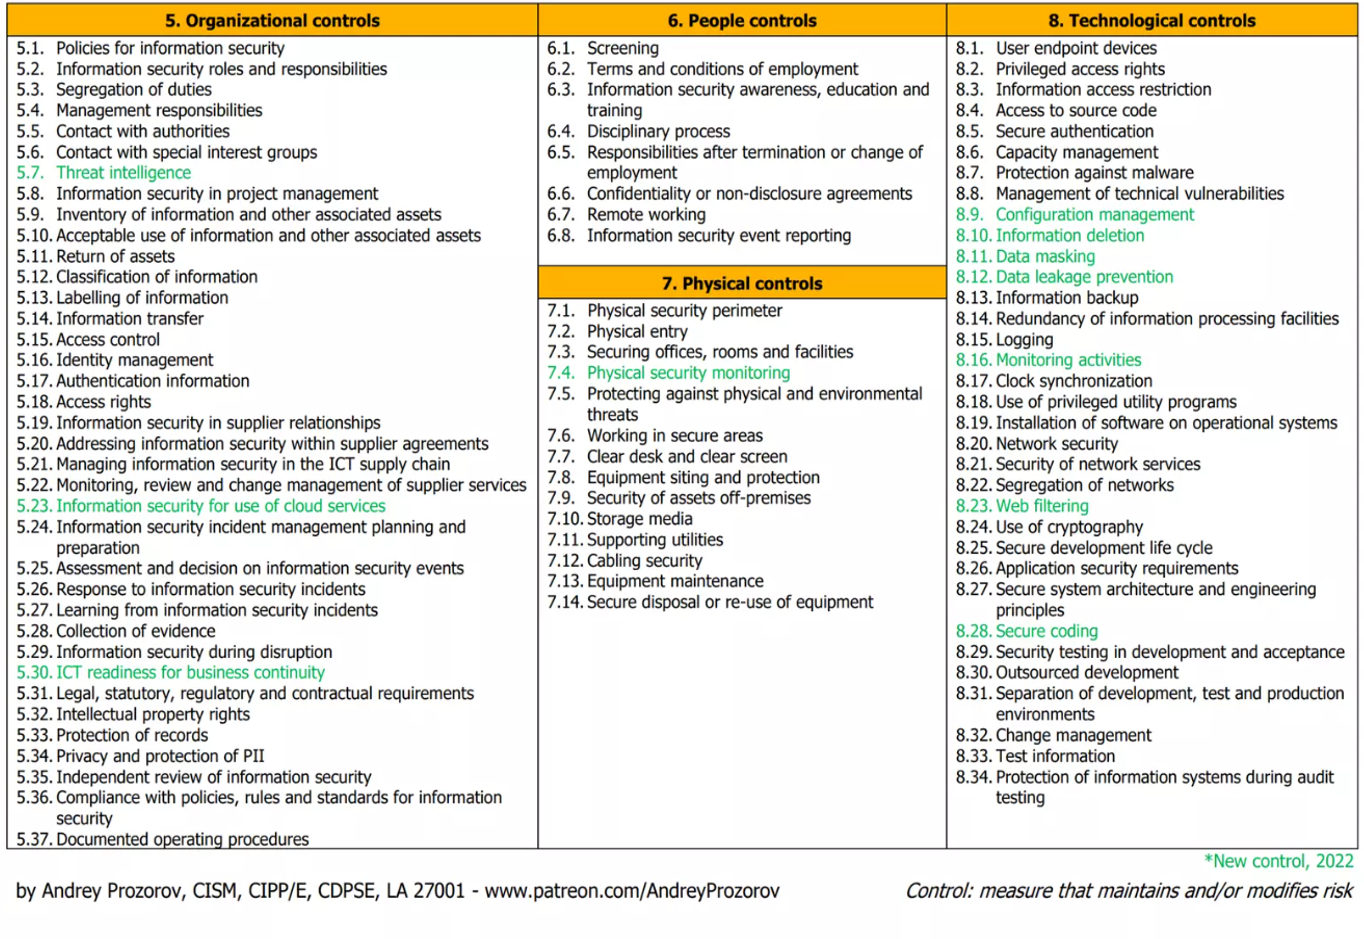 5. Organizational controls
5.1. Policies for information security
5.2. Information security roles and responsibilities
5.3. Segregation of duties
5.4. Management responsibilities
5.5. Contact with authorities
5.6. Contact with special interest groups
5.7. Threat intelligence
5.8. Information security in project management
5.9. Inventory of information and other associated assets
5.10. Acceptable use of information and other associated assets
5.11. Return of assets
5.12. Classification of information
5.13. Labelling of information
5.14. Information transfer
5.15. Access control
5.16. Identity management
5.17. Authentication information
5.18. Access rights
5.19. Information security in supplier relationships
5.20. Addressing information security within supplier agreements
5.21. Managing information security in the ICT supply chain
5.22. Monitoring, review and change management of supplier services
5.23. Information security for use of cloud services
5.24. Information security incident management planning and
preparation
5.25. Assessment and decision on information security events
5.26. Response to information security incidents
5.27. Learning from information security incidents
5.28. Collection of evidence
5.29. Information security during disruption
5.30. ICT readiness for business continuity
5.31. Legal, statutory, regulatory and contractual requirements
5.32. Intellectual property rights
5.33. Protection of records
5.34. Privacy and protection of PII
5.35. Independent review of information security
5.36. Compliance with policies, rules and standards for information
security
5.37. Documented operating procedures
6. People controls
6.1. Screening
6.2. Terms and conditions of employment
6.3. Information security awareness, education and
training
6.4. Disciplinary process
6.5. Responsibilities after termination or change of
employment
6.6. Confidentiality or non-disclosure agreements
6.7. Remote working
6.8. Information security event reporting
7. Physical controls
7.1. Physical security perimeter
7.2. Physical entry
7.3. Securing offices, rooms and facilities
7.4. Physical security monitoring
7.5. Protecting against physical and environmental
threats
7.6. Working in secure areas
7.7. Clear desk and clear screen
7.8. Equipment siting and protection
7.9. Security of assets off-premises
7.10. Storage media
7.11. Supporting utilities
7.12. Cabling security
7.13. Equipment maintenance
7.14. Secure disposal or re-use of equipment
8. Technological controls
8.1. User endpoint devices
8.2. Privileged access rights
8.3. Information access restriction
8.4. Access to source code
8.5. Secure authentication
8.6. Capacity management
8.7. Protection against malware
8.8. Management of technical vulnerabilities
8.9. Configuration management
8.10. Information deletion
8.11. Data masking
8.12. Data leakage prevention
8.13. Information backup
8.14. Redundancy of information processing facilities
8.15. Logging
8.16. Monitoring activities
8.17. Clock synchronization
8.18. Use of privileged utility programs
8.19. Installation of software on operational systems
8.20. Network security
8.21. Security of network services
8.22. Segregation of networks
8.23. Web filtering
8.24. Use of cryptography
8.25. Secure development life cycle
8.26. Application security requirements
8.27. Secure system architecture and engineering
principles
8.28. Secure coding
8.29. Security testing in development and acceptance
8.30. Outsourced development
8.31. Separation of development, test and production
environments
8.32. Change management
8.33. Test information
8.34. Protection of information systems during audit
testing
*New control, 2022
by Andrey Prozorov, CISM, CIPP/E, CDPSE, LA 27001 - www.patreon.com/AndreyProzorov
Control: measure that maintains and/or modifies risk